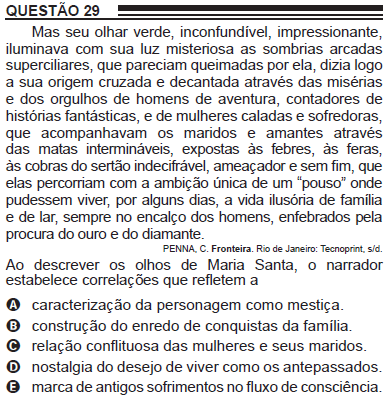 QUESTÃO 29
Mas seu olhar verde, inconfundível, impressionante,
iluminava com sua luz misteriosa as sombrias arcadas
superciliares, que pareciam queimadas por ela, dizia logo
a sua origem cruzada e decantada através das misérias
e dos orgulhos de homens de aventura, contadores de
histórias fantásticas, e de mulheres caladas e sofredoras,
que acompanhavam os maridos e amantes através
das matas intermináveis, expostas às febres, às feras,
às cobras do sertão indecifrável, ameaçador e sem fim, que
elas percorriam com a ambição única de um “pouso” onde
pudessem viver, por alguns dias, a vida ilusória de família
e de lar, sempre no encalço dos homens, enfebrados pela
procura do ouro e do diamante.
PENNA, C. Fronteira. Rio de Janeiro: Tecnoprint, s/d.
Ao descrever os olhos de Maria Santa, o narrador
estabelece correlações que refletem a
A caracterização da personagem como mestiça.
B construção do enredo de conquistas da família.
C relação conflituosa das mulheres e seus maridos.
D nostalgia do desejo de viver como os antepassados.
E marca de antigos sofrimentos no fluxo de consciência.